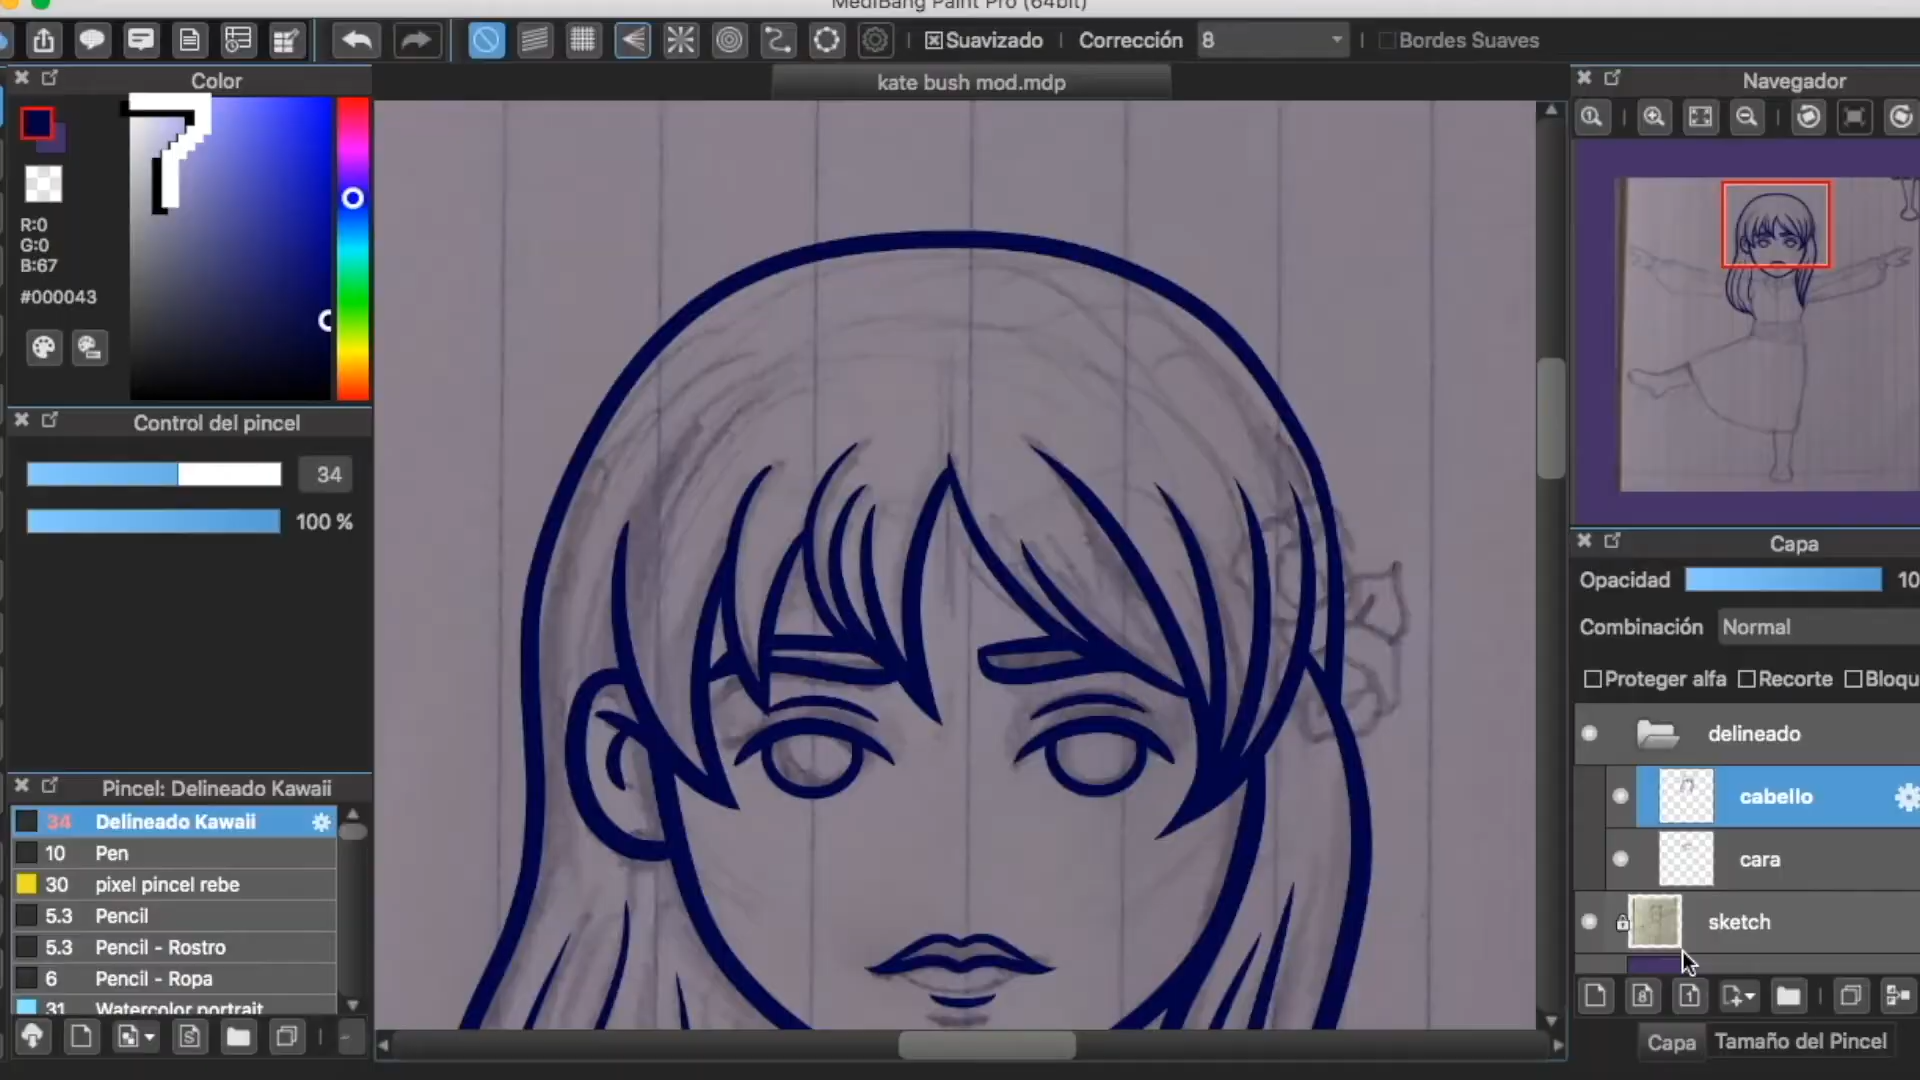 MediBang Paint Pro (64bit)
Suavizado
Corrección
8
Bordes Suaves
Color
kate bush mod.mdp
Navegador
7
R:0
G:0
B:67
#000043
Control del pincel
34
100 %
Capa
Opacidad
10
Combinación
Normal
Proteger alfa
Recorte
Bloqu
delineado
cabello
cara
sketch
Pincel: Delineado Kawaii
34 Delineado Kawaii
10 Pen
30 pixel pincel rebe
5.3 Pencil
5.3 Pencil - Rostro
6 Pencil - Ropa
31 Watercolor portrait
Capa
Tamaño del Pincel